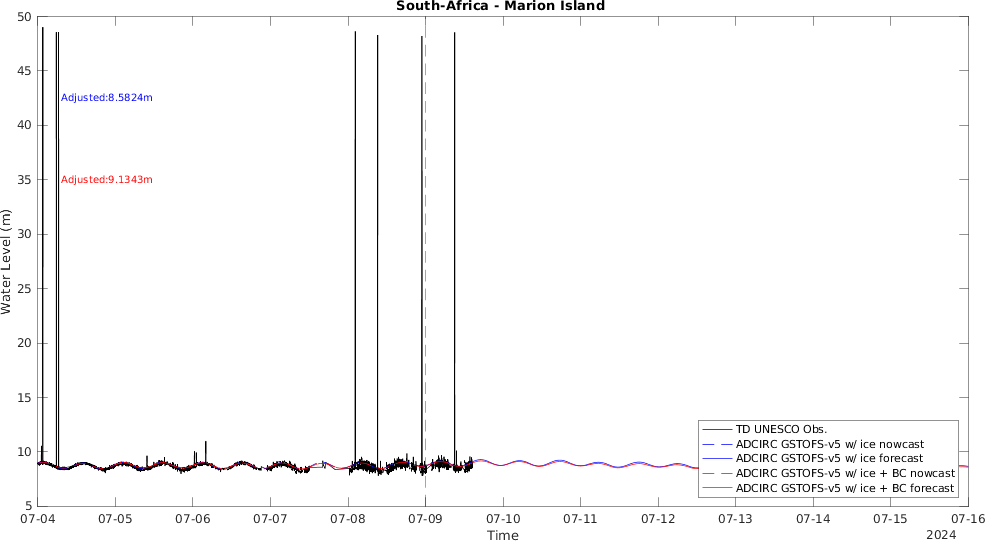 South-Africa - Marion Island
50
45
40
35
30
25
20
15
10
5
Water Level (m)
Adjusted:8.5824m
Adjusted:9.1343m
TD UNESCO Obs.
ADCIRC GSTOFS-v5 w/ ice nowcast
ADCIRC GSTOFS-v5 w/ ice forecast
ADCIRC GSTOFS-v5 w/ ice + BC nowcast
ADCIRC GSTOFS-v5 w/ ice + BC forecast
07-04 07-05 07-06 07-07 07-08 07-09 07-10 07-11 07-12 07-13 07-14 07-15 07-16
Time
2024